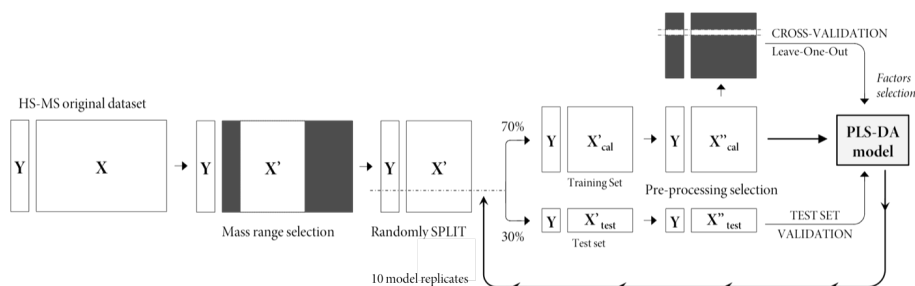 HS-MS original dataset
Y
X
Y
X'
Mass range selection
Y
X'
Randomly SPLIT
10 model replicates
70%
30%
Y
X'cal
Training Set
Y
X''cal
Pre-processing selection
Y
X'test
Test set
Y
X''test
CROSS-VALIDATION
Leave-One-Out
Factors
selection
PLS-DA
model
TEST SET
VALIDATION